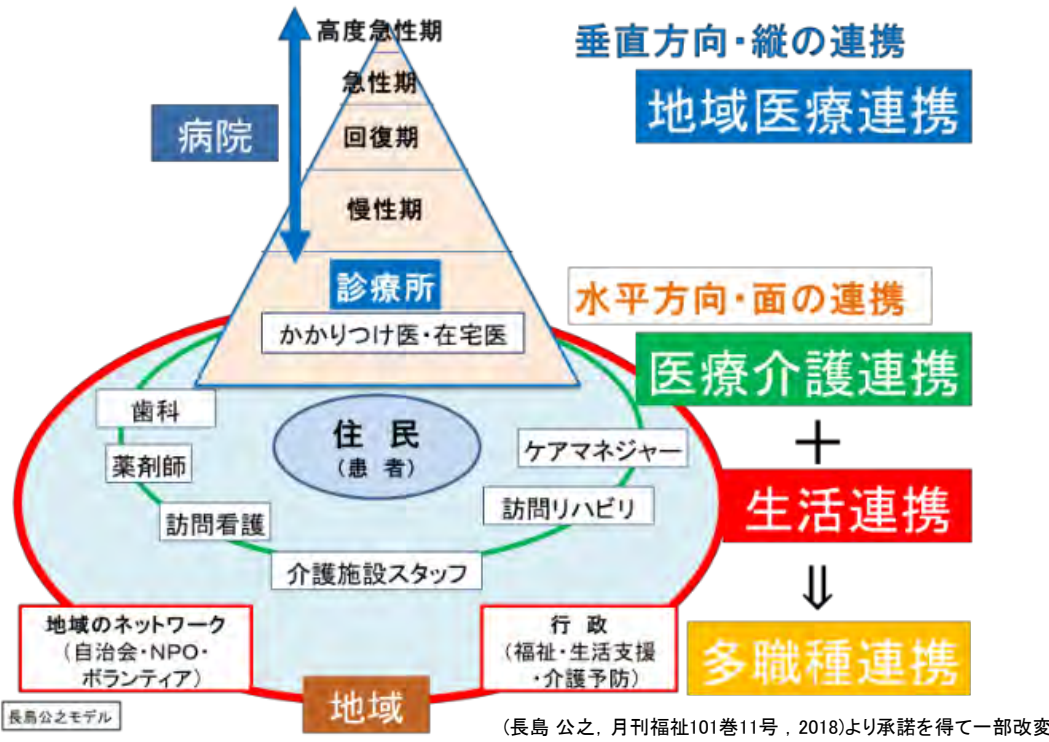 高度急性期
急性期
回復期
慢性期
病院
診療所
かかりつけ医・在宅医
垂直方向・縦の連携
地域医療連携
水平方向・面の連携
医療介護連携
＋
生活連携
⇓
多職種連携
住 民
(患 者)
歯科
薬剤師
訪問看護
介護施設スタッフ
訪問リハビリ
ケアマネジャー
地域のネットワーク
(自治会・NPO・
ボランティア)
行 政
(福祉・生活支援
・介護予防)
地域
長島公之モデル
(長島 公之, 月刊福祉101巻11号 , 2018)より承諾を得て一部改変